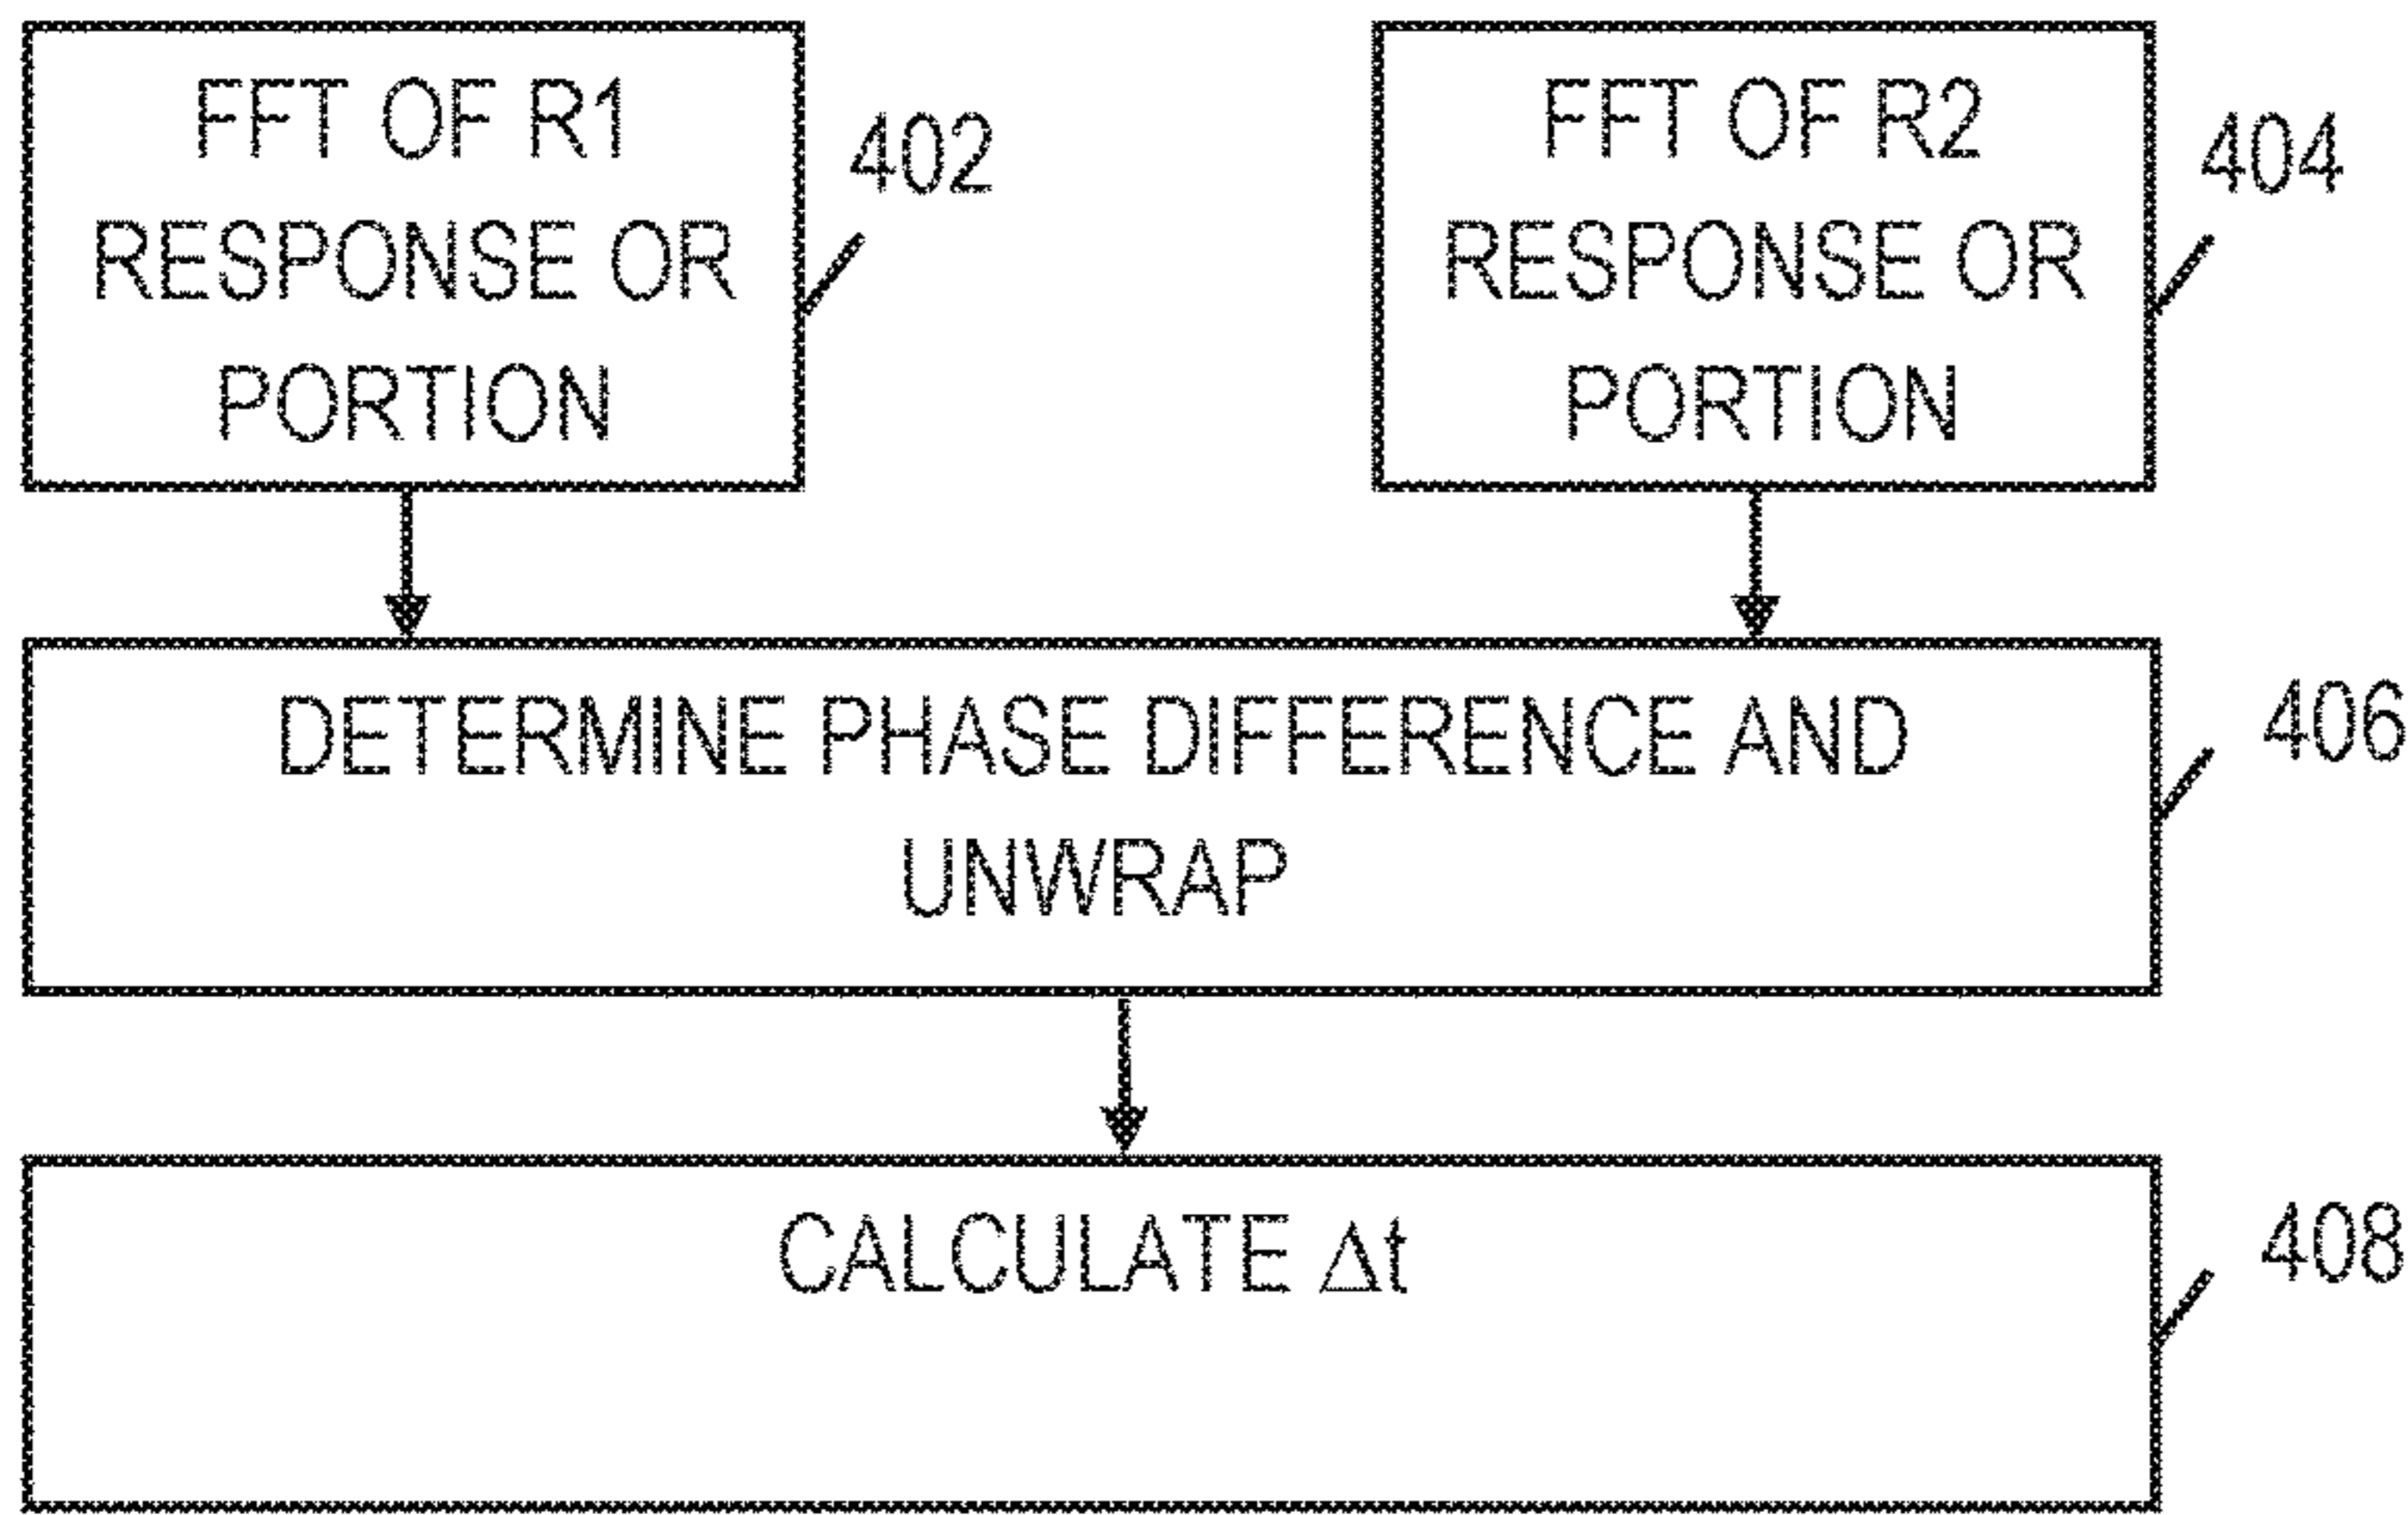 FFT OF R1
RESPONSE OR
PORTION
402
FFT OF R2
RESPONSE OR
PORTION
404
DETERMINE PHASE DIFFERENCE AND
UNWRAP
406
CALCULATE Δt
408